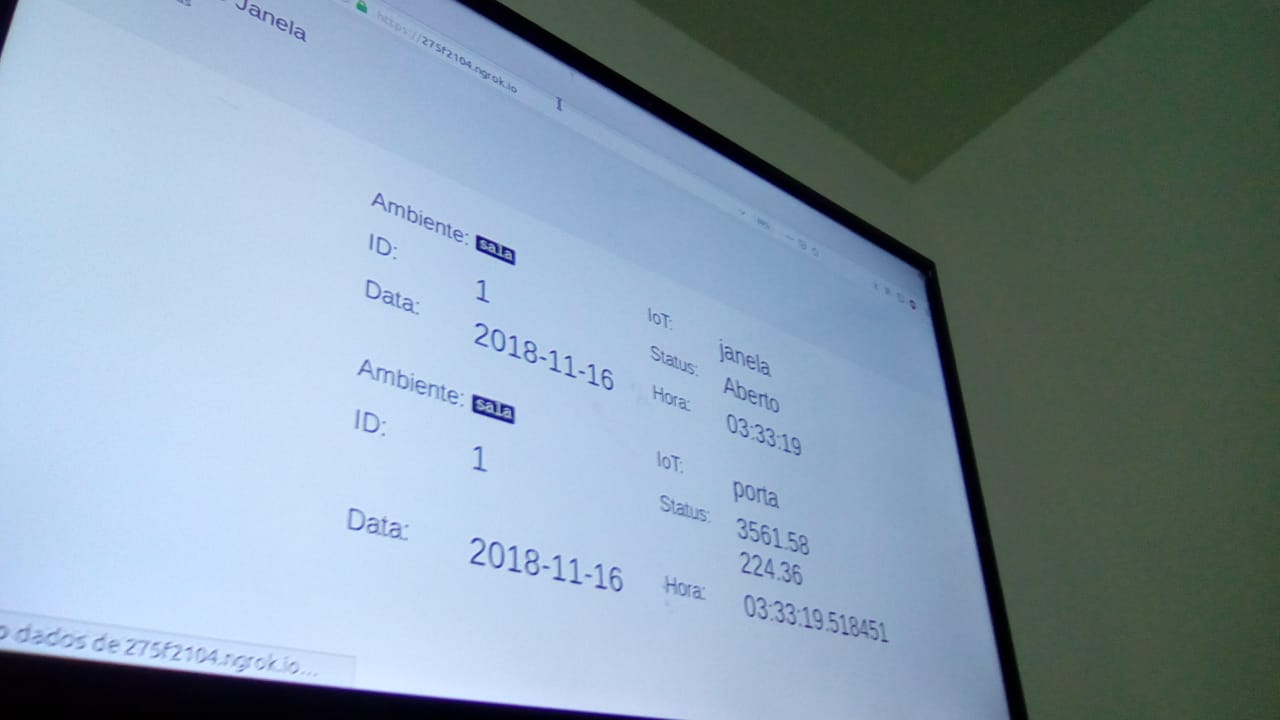 Janela
https://275f2104.ngrok.io
Ambiente: sala
ID: 1
Data: 2018-11-16
IoT: janela
Status: Aberto
Hora: 03:33:19
Ambiente: sala
ID: 1
Data: 2018-11-16
IoT: porta
Status: 3561.58
224.36
Hora: 03:33:19.518451
dados de 275f2104.ngrok.io...